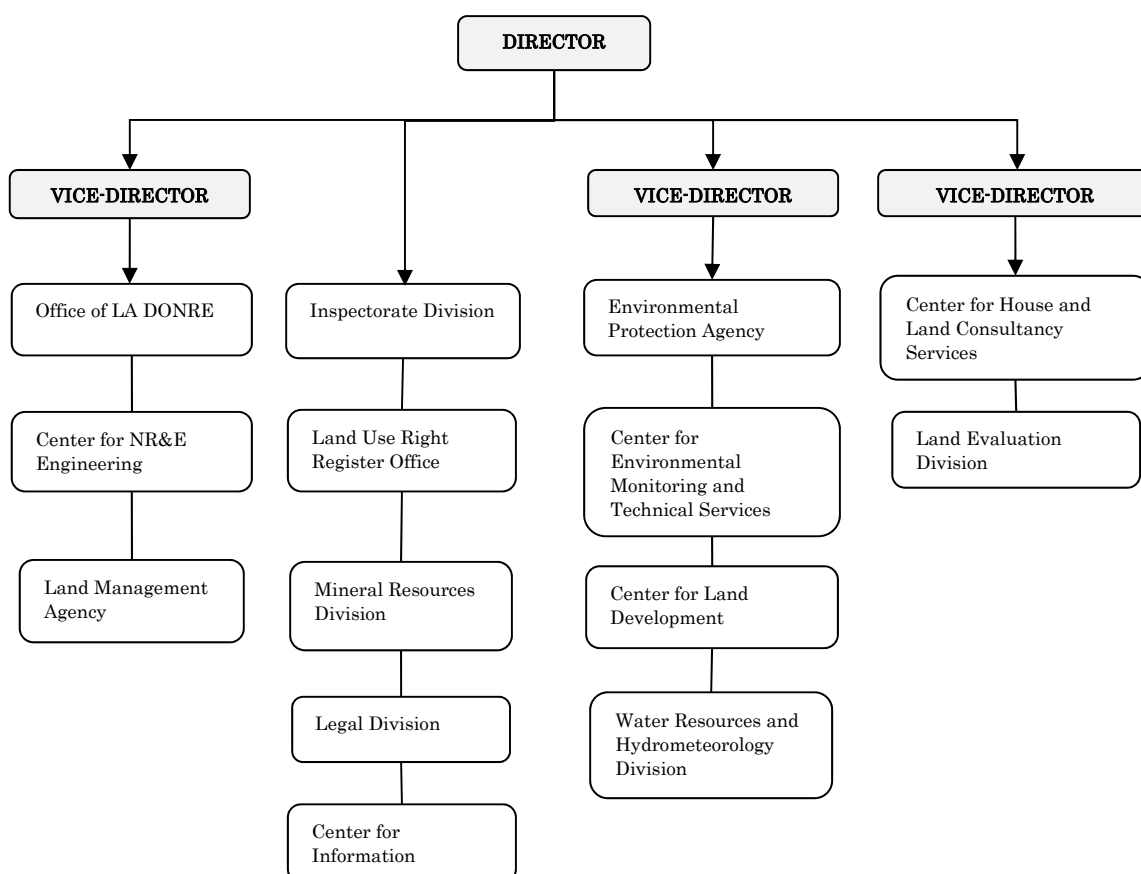 DIRECTOR
VICE-DIRECTOR
VICE-DIRECTOR
VICE-DIRECTOR
Office of LA DONRE
Center for NR&E
Engineering
Land Management
Agency
Inspectorate Division
Land Use Right
Register Office
Mineral Resources
Division
Legal Division
Center for
Information
Environmental
Protection Agency
Center for
Environmental
Monitoring and
Technical Services
Center for Land
Development
Water Resources and
Hydrometeorology
Division
Center for House and
Land Consultancy
Services
Land Evaluation
Division